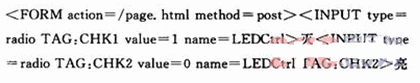 <FORM action=/page. html method=post><INPUT type=
radio TAG:CHK1 value=1 name=LEDCtrl>亮<INPUT type
=radio TAG:CHK2 value=0 name=LEDCtrl TAG:CHK2>亮